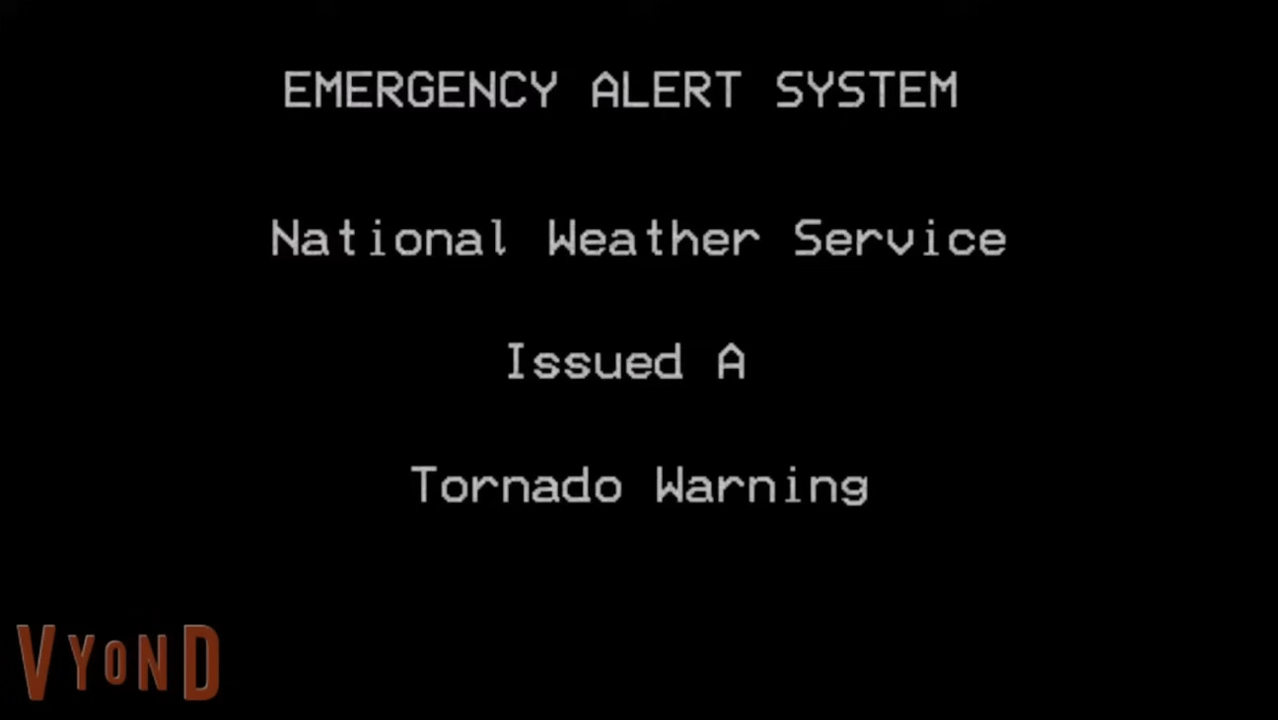 EMERGENCY ALERT SYSTEM
National Weather Service
Issued A
Tornado Warning
VYOND